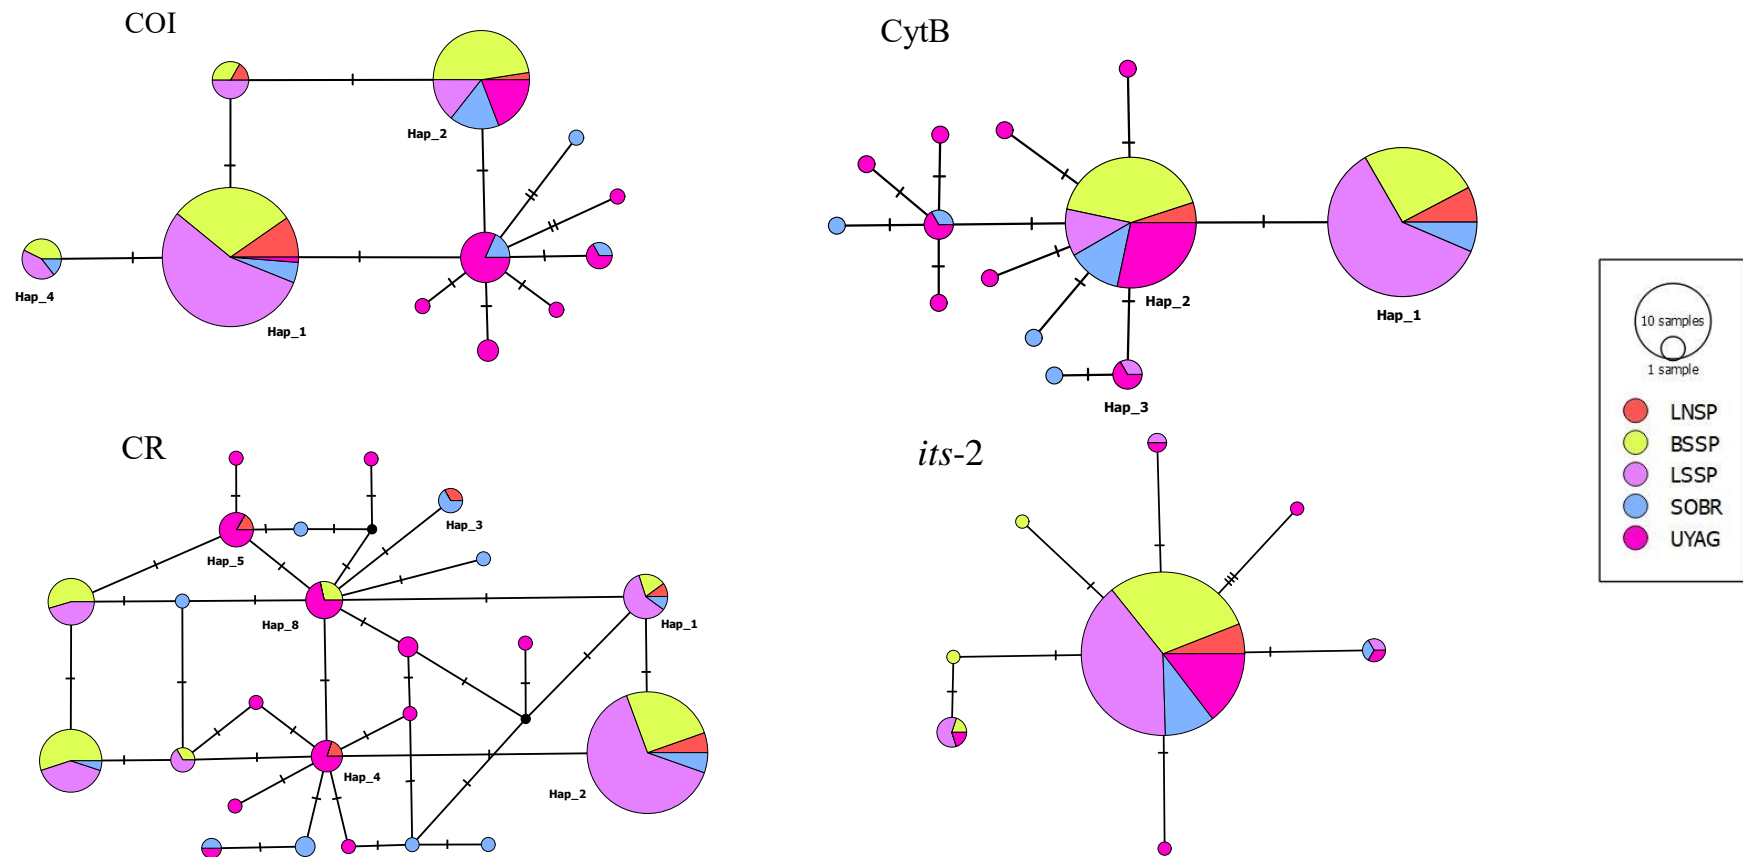 COI
CytB
Hap_2
Hap_4
Hap_1
Hap_2
Hap_1
Hap_3
10 samples
1 sample
LNSP
BSSP
LSSP
SOBR
UYAG
CR
its-2
Hap_3
Hap_5
Hap_8
Hap_1
Hap_4
Hap_2